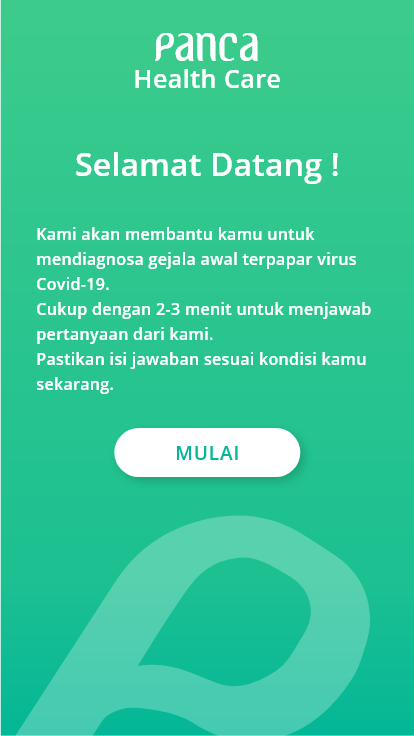 Panca
Health Care
Selamat Datang !
Kami akan membantu kamu untuk
mendiagnosa gejala awal terpapar virus
Covid-19.
Cukup dengan 2-3 menit untuk menjawab
pertanyaan dari kami.
Pastikan isi jawaban sesuai kondisi kamu
sekarang.
MULAI